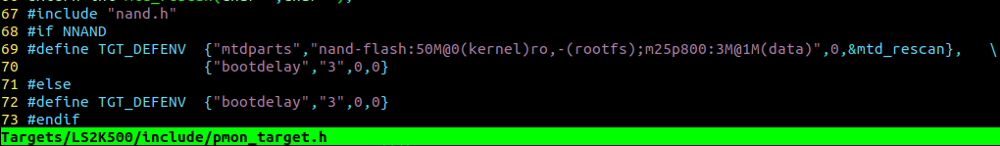 67 #include "nand.h"
68 #if NNAND
69 #define TGT_DEFENV  {"mtdparts","nand-flash:50M@0(kernel)ro,-(rootfs);m25p800:3M@1M(data)",0,&mtd_rescan},   \
70                    {"bootdelay","3",0,0}
71 #else
72 #define TGT_DEFENV  {"bootdelay","3",0,0}
73 #endif
Targets/LS2K500/include/pmon_target.h